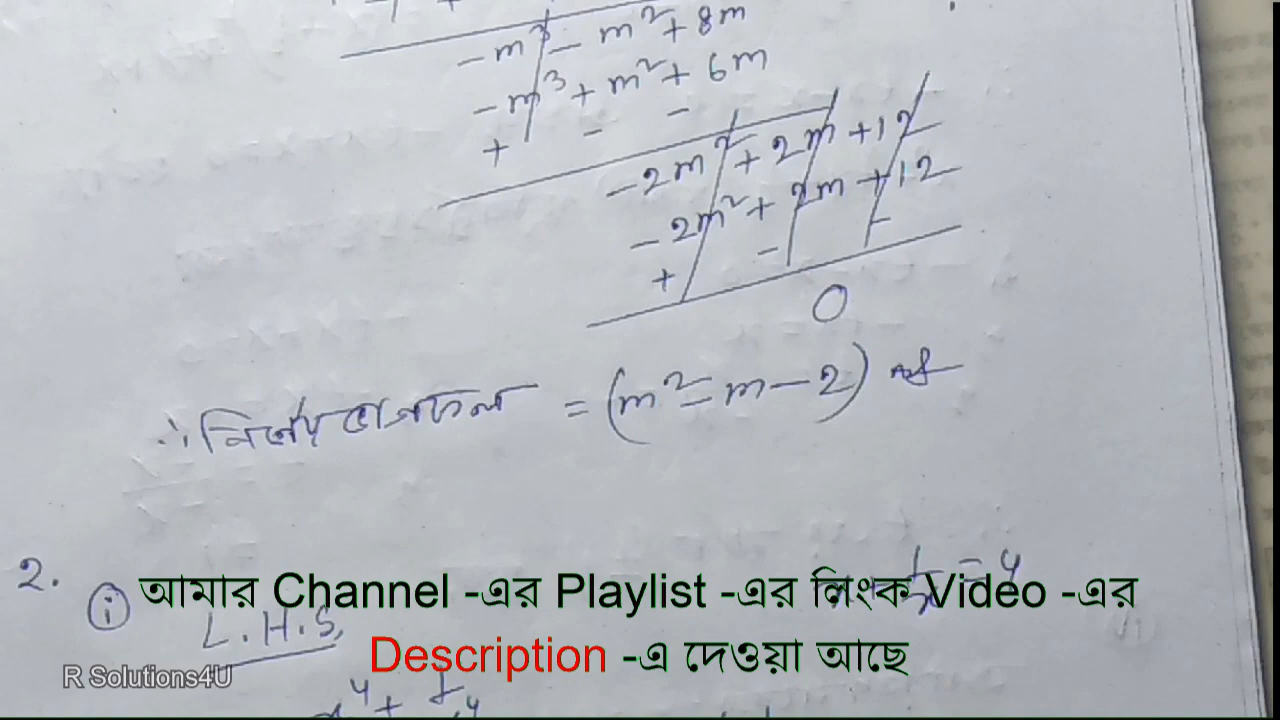 - m³ - m² + 8m
- m³ + m² + 6m
+ - -
- 2m² + 2m + 12
- 2m² + 2m + 12
+ - -
0
∴ নির্ণেয় ভাগফল = (m² - m - 2) Ans
2.
(i) L.H.S.
আমার Channel -এর Playlist -এর লিংক Video -এর
Description -এ দেওয়া আছে
R Solutions4U